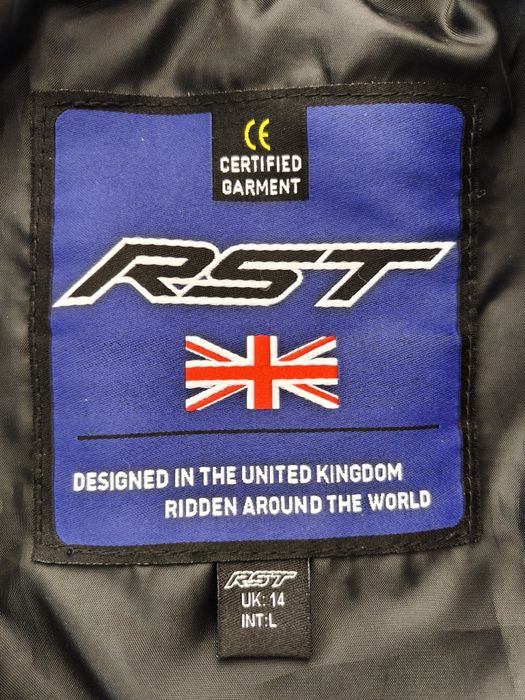 CE
CERTIFIED
GARMENT
RST
DESIGNED IN THE UNITED KINGDOM
RIDDEN AROUND THE WORLD
RST
UK: 14
INT:L